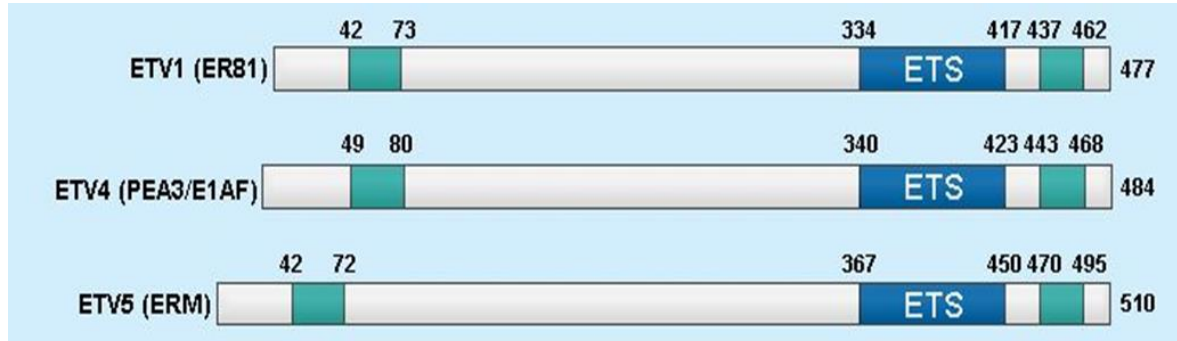 42 73 334 417 437 462
ETV1 (ER81) ETS 477
49 80 340 423 443 468
ETV4 (PEA3/E1AF) ETS 484
42 72 367 450 470 495
ETV5 (ERM) ETS 510